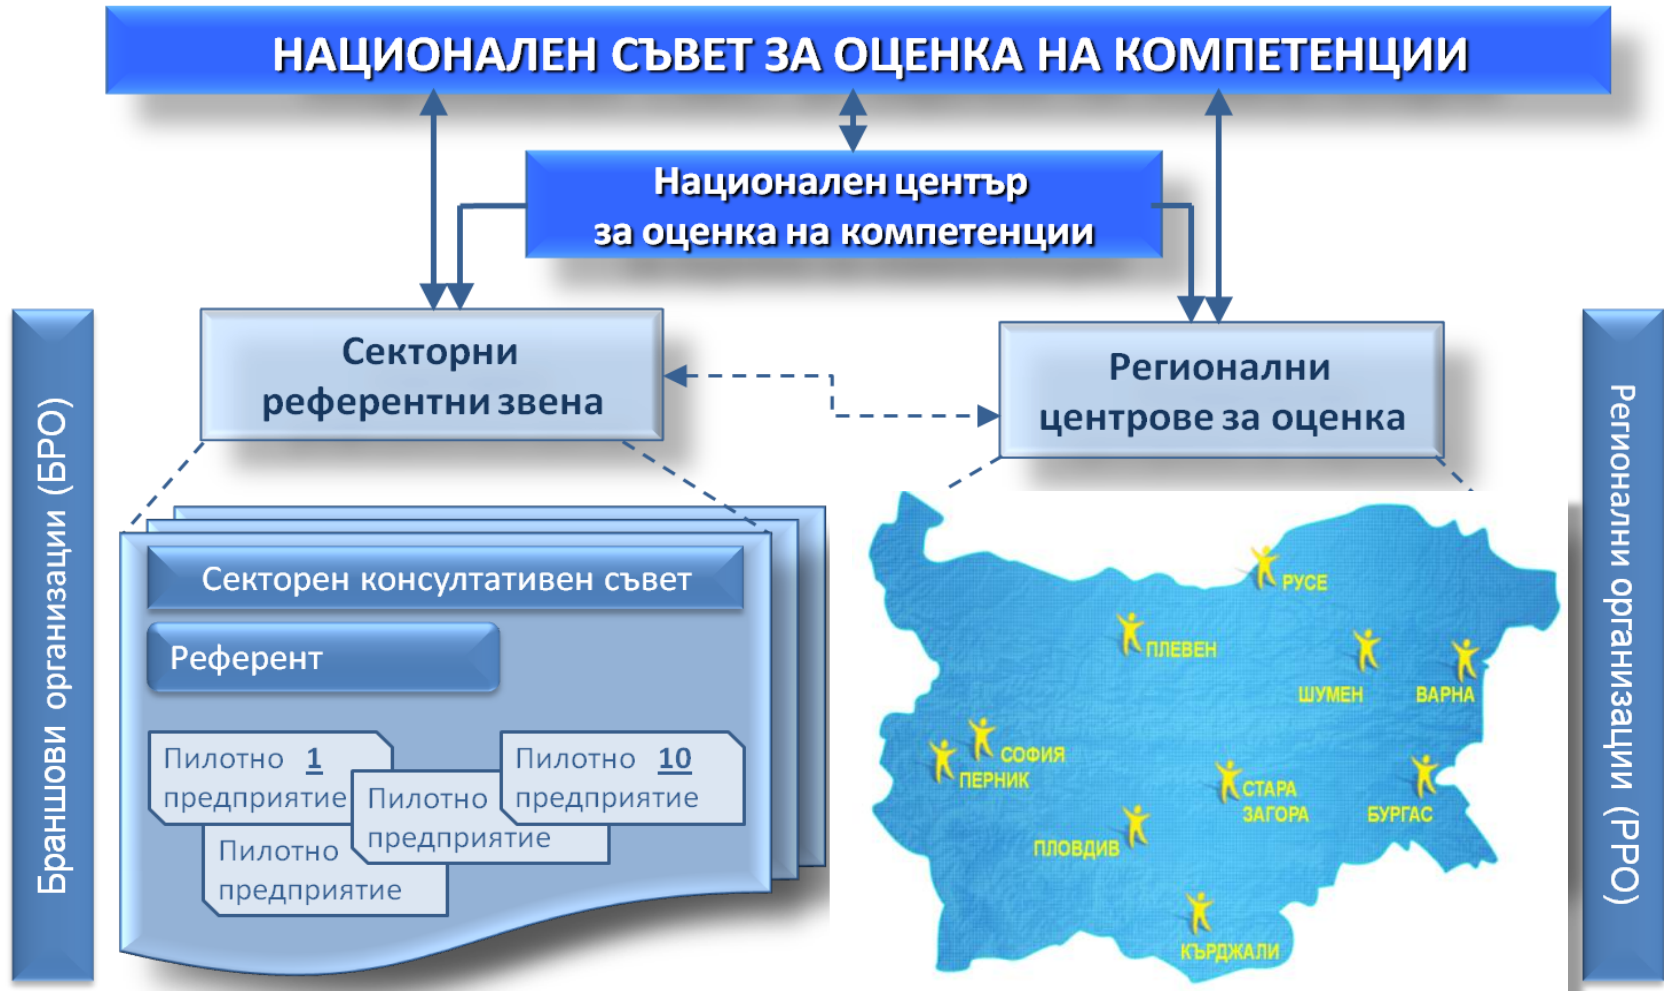 НАЦИОНАЛЕН СЪВЕТ ЗА ОЦЕНКА НА КОМПЕТЕНЦИИ
Национален център
за оценка на компетенции
Секторни
референтни звена
Регионални
центрове за оценка
Браншови организации (БРО)
Регионални организации (РРО)
Секторен консултативен съвет
Референт
Пилотно 1
предприятие
Пилотно
предприятие
Пилотно 10
предприятие
Пилотно
предприятие
РУСЕ
ПЛЕВЕН
ШУМЕН
ВАРНА
СОФИЯ
ПЕРНИК
СТАРА
ЗАГОРА
БУРГАС
ПЛОВДИВ
КЪРДЖАЛИ